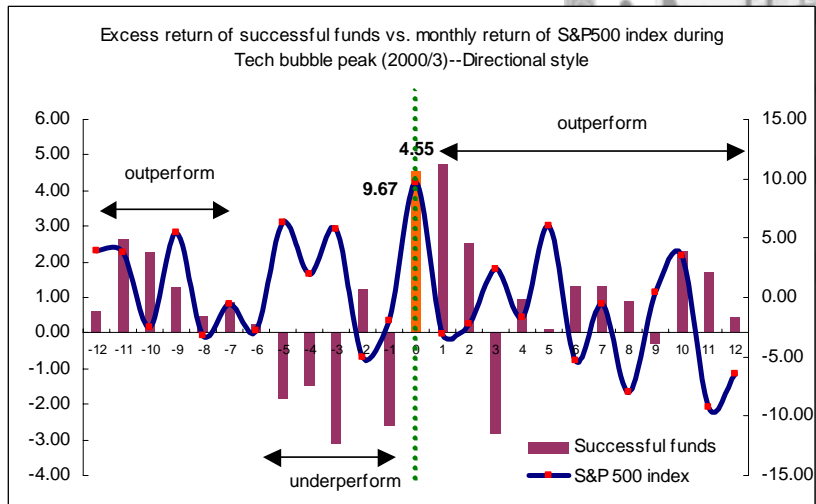 Excess return of successful funds vs. monthly return of S&P500 index during
Tech bubble peak (2000/3)--Directional style
6.00
5.00
4.00
3.00
2.00
1.00
0.00
-1.00
-2.00
-3.00
-4.00
15.00
10.00
5.00
0.00
-5.00
-10.00
-15.00
outperform
outperform
4.55
9.67
-12 -11 -10 -9 -8 -7 -6 -5 -4 -3 -2 -1 0 1 2 3 4 5 6 7 8 9 10 11 12
underperform
Successful funds
S&P 500 index